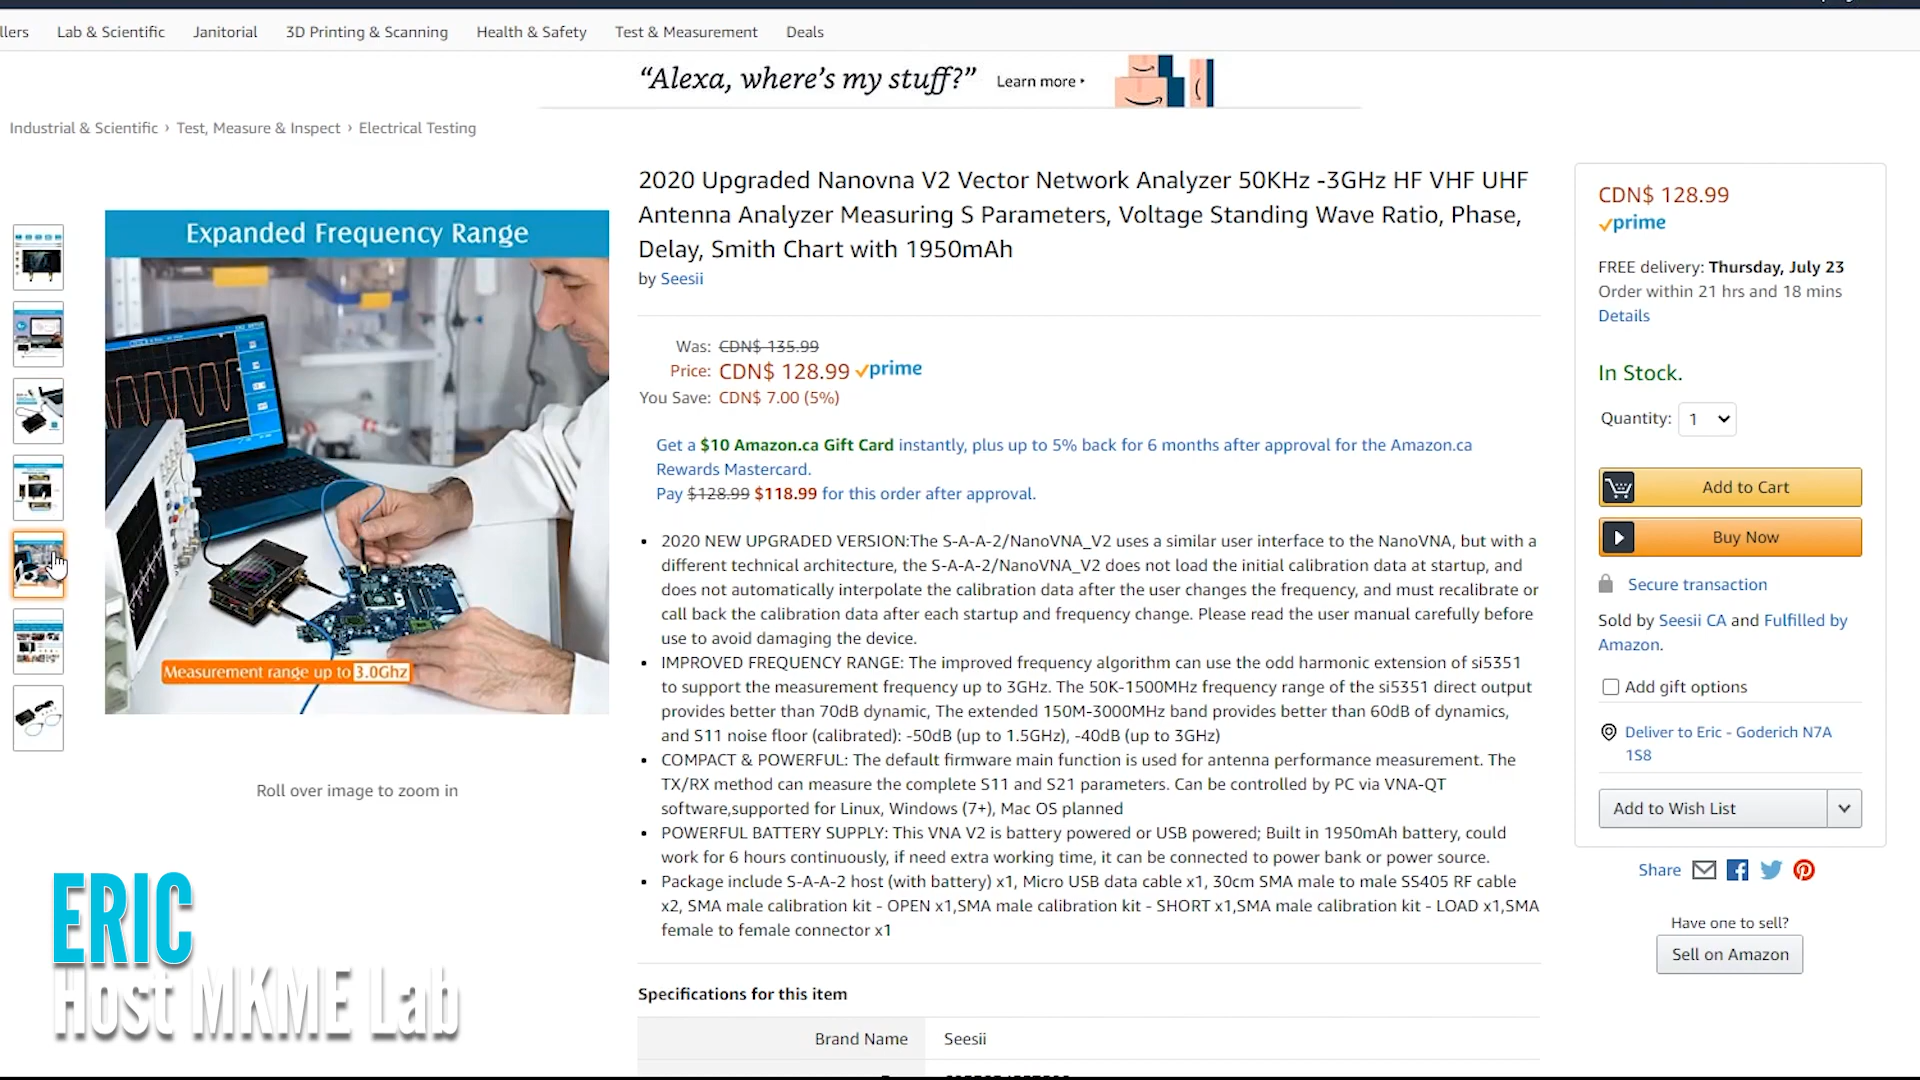 llers Lab & Scientific Janitorial 3D Printing & Scanning Health & Safety Test & Measurement Deals
“Alexa, where’s my stuff?” Learn more
Industrial & Scientific › Test, Measure & Inspect › Electrical Testing
Expanded Frequency Range
Measurement range up to 3.0Ghz
Roll over image to zoom in
2020 Upgraded Nanovna V2 Vector Network Analyzer 50KHz -3GHz HF VHF UHF
Antenna Analyzer Measuring S Parameters, Voltage Standing Wave Ratio, Phase,
Delay, Smith Chart with 1950mAh
by Seesii
Was: CDN$ 135.99
Price: CDN$ 128.99 prime
You Save: CDN$ 7.00 (5%)
Get a $10 Amazon.ca Gift Card instantly, plus up to 5% back for 6 months after approval for the Amazon.ca
Rewards Mastercard.
Pay $128.99 $118.99 for this order after approval.
• 2020 NEW UPGRADED VERSION:The S-A-A-2/NanoVNA_V2 uses a similar user interface to the NanoVNA, but with a
different technical architecture, the S-A-A-2/NanoVNA_V2 does not load the initial calibration data at startup, and
does not automatically interpolate the calibration data after the user changes the frequency, and must recalibrate or
call back the calibration data after each startup and frequency change. Please read the user manual carefully before
use to avoid damaging the device.
• IMPROVED FREQUENCY RANGE: The improved frequency algorithm can use the odd harmonic extension of si5351
to support the measurement frequency up to 3GHz. The 50K-1500MHz frequency range of the si5351 direct output
provides better than 70dB dynamic, The extended 150M-3000MHz band provides better than 60dB of dynamics,
and S11 noise floor (calibrated): -50dB (up to 1.5GHz), -40dB (up to 3GHz)
• COMPACT & POWERFUL: The default firmware main function is used for antenna performance measurement. The
TX/RX method can measure the complete S11 and S21 parameters. Can be controlled by PC via VNA-QT
software,supported for Linux, Windows (7+), Mac OS planned
• POWERFUL BATTERY SUPPLY: This VNA V2 is battery powered or USB powered; Built in 1950mAh battery, could
work for 6 hours continuously, if need extra working time, it can be connected to power bank or power source.
• Package include S-A-A-2 host (with battery) x1, Micro USB data cable x1, 30cm SMA male to male SS405 RF cable
x2, SMA male calibration kit - OPEN x1,SMA male calibration kit - SHORT x1,SMA male calibration kit - LOAD x1,SMA
female to female connector x1
Specifications for this item
Brand Name Seesii
CDN$ 128.99
prime
FREE delivery: Thursday, July 23
Order within 21 hrs and 18 mins
Details
In Stock.
Quantity: 1
Add to Cart
Buy Now
Secure transaction
Sold by Seesii CA and Fulfilled by
Amazon.
Add gift options
Deliver to Eric - Goderich N7A
1S8
Add to Wish List
Share
Have one to sell?
Sell on Amazon
ERIC
Host MKME Lab